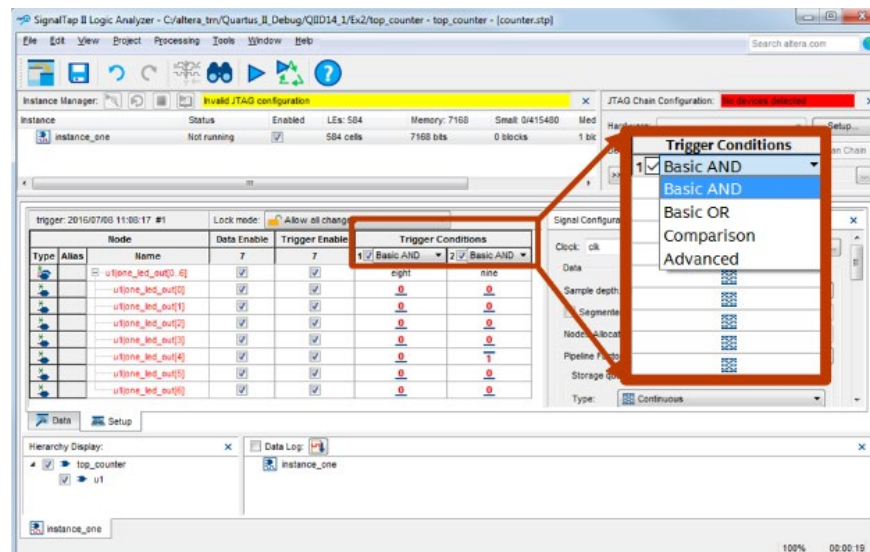 SignalTap II Logic Analyzer - C:/altera_trn/Quartus_II_Debug/QIID14_1/Ex2/top_counter - top_counter - [counter.stp]
File Edit View Project Processing Tools Window Help
Search altera.com
Instance Manager: Invalid JTAG configuration
JTAG Chain Configuration: No devices detected
Instance Status Enabled LEs: 584 Memory: 7168 Small: 0/415480 Med
instance_one Not running 584 cells 7168 bits 0 blocks 1 blo
Setup...
an Chain
Trigger Conditions
1 Basic AND
Basic AND
Basic OR
Comparison
Advanced
trigger: 2016/07/08 11:08:17 #1 Lock mode: Allow all change
Node Data Enable Trigger Enable Trigger Conditions
Type Alias Name 7 7 1 Basic AND 2 Basic AND
u1|one_led_out[0..6] eight nine
u1|one_led_out[0] 0 0
u1|one_led_out[1] 0 0
u1|one_led_out[2] 0 0
u1|one_led_out[3] 0 0
u1|one_led_out[4] 0 1
u1|one_led_out[5] 0 0
u1|one_led_out[6] 0 0
Signal Configura
Clock: clk
Data
Sample depth
Segmente
Nodes Allocat
Pipeline Factor
Storage qu
Type: Continuous
Data Setup
Hierarchy Display:
top_counter
u1
Data Log:
instance_one
instance_one
100% 00:00:19